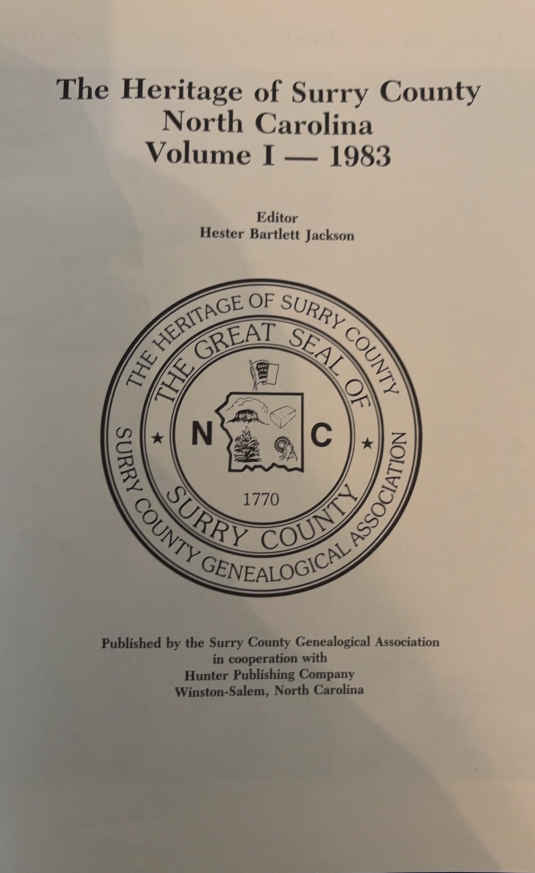 The Heritage of Surry County
North Carolina
Volume I — 1983
Editor
Hester Bartlett Jackson
THE HERITAGE OF SURRY COUNTY
THE GREAT SEAL OF
N C
1770
SURRY COUNTY
SURRY COUNTY GENEALOGICAL ASSOCIATION
Published by the Surry County Genealogical Association
in cooperation with
Hunter Publishing Company
Winston-Salem, North Carolina